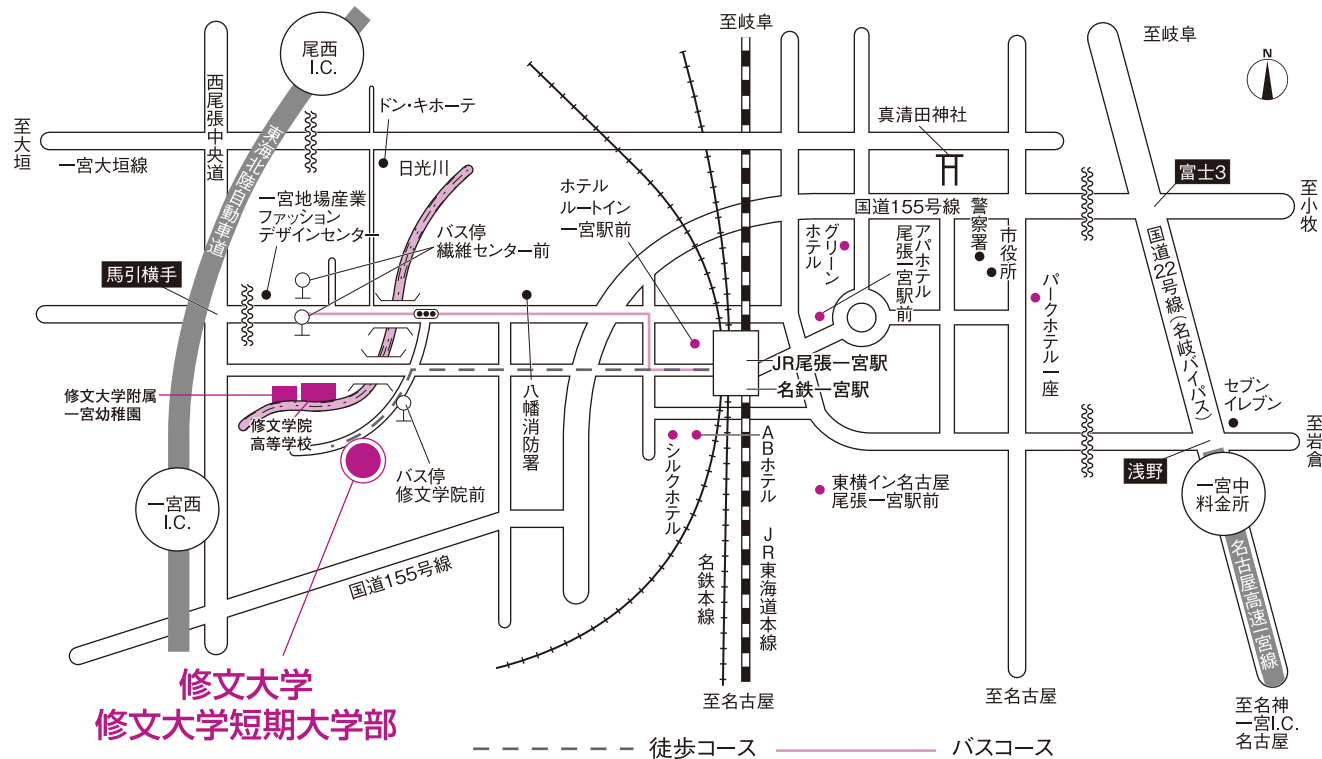 尾西
I.C.
西尾張中央道
東海北陸自動車道
至大垣
一宮大垣線
ドン・キホーテ
日光川
一宮地場産業
ファッション
デザインセンター
バス停
繊維センター前
馬引横手
ホテル
ルートイン
一宮駅前
至岐阜
真清田神社
至岐阜
N
富士3
至小牧
国道155号線
警察署
市役所
グリーン
ホテル
アパホテル
尾張一宮駅前
パークホテル一座
国道22号線(名岐バイパス)
JR尾張一宮駅
名鉄一宮駅
セブン
イレブン
至岩倉
浅野
一宮中
料金所
修文大学附属
一宮幼稚園
修文学院
高等学校
八幡消防署
バス停
修文学院前
一宮西
I.C.
シルクホテル
ABホテル
東横イン名古屋
尾張一宮駅前
国道155号線
名鉄本線
JR東海道本線
名古屋高速一宮線
修文大学
修文大学短期大学部
至名古屋
至名古屋
至名神
一宮I.C.
名古屋
徒歩コース
バスコース